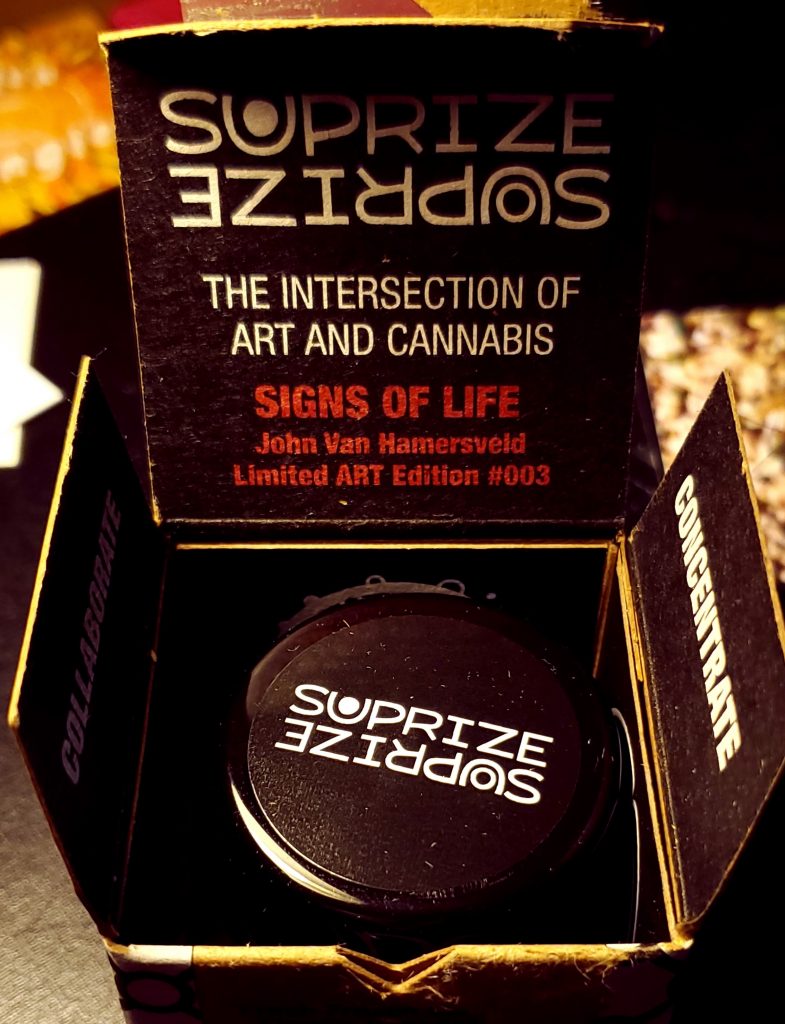 SUPRIZE
SUPRIZE
THE INTERSECTION OF
ART AND CANNABIS
SIGNS OF LIFE
John Van Hamersveld
Limited ART Edition #003
COLLABORATE
CONCENTRATE
SUPRIZE
SUPRIZE